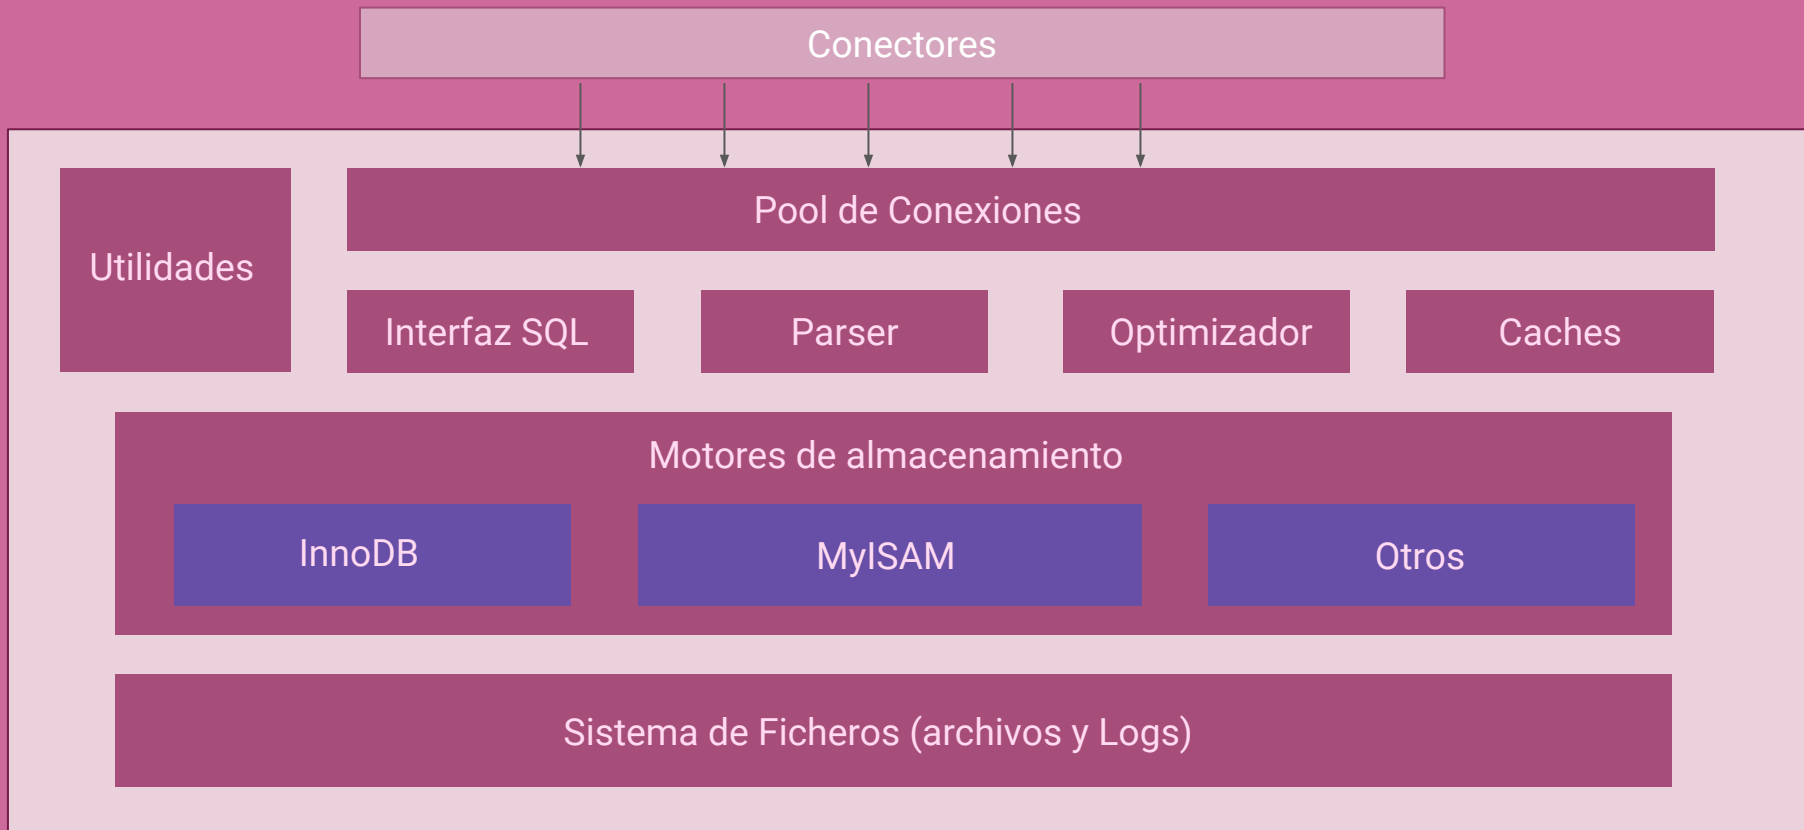 Conectores
Pool de Conexiones
Utilidades
Interfaz SQL
Parser
Optimizador
Caches
Motores de almacenamiento
InnoDB
MyISAM
Otros
Sistema de Ficheros (archivos y Logs)